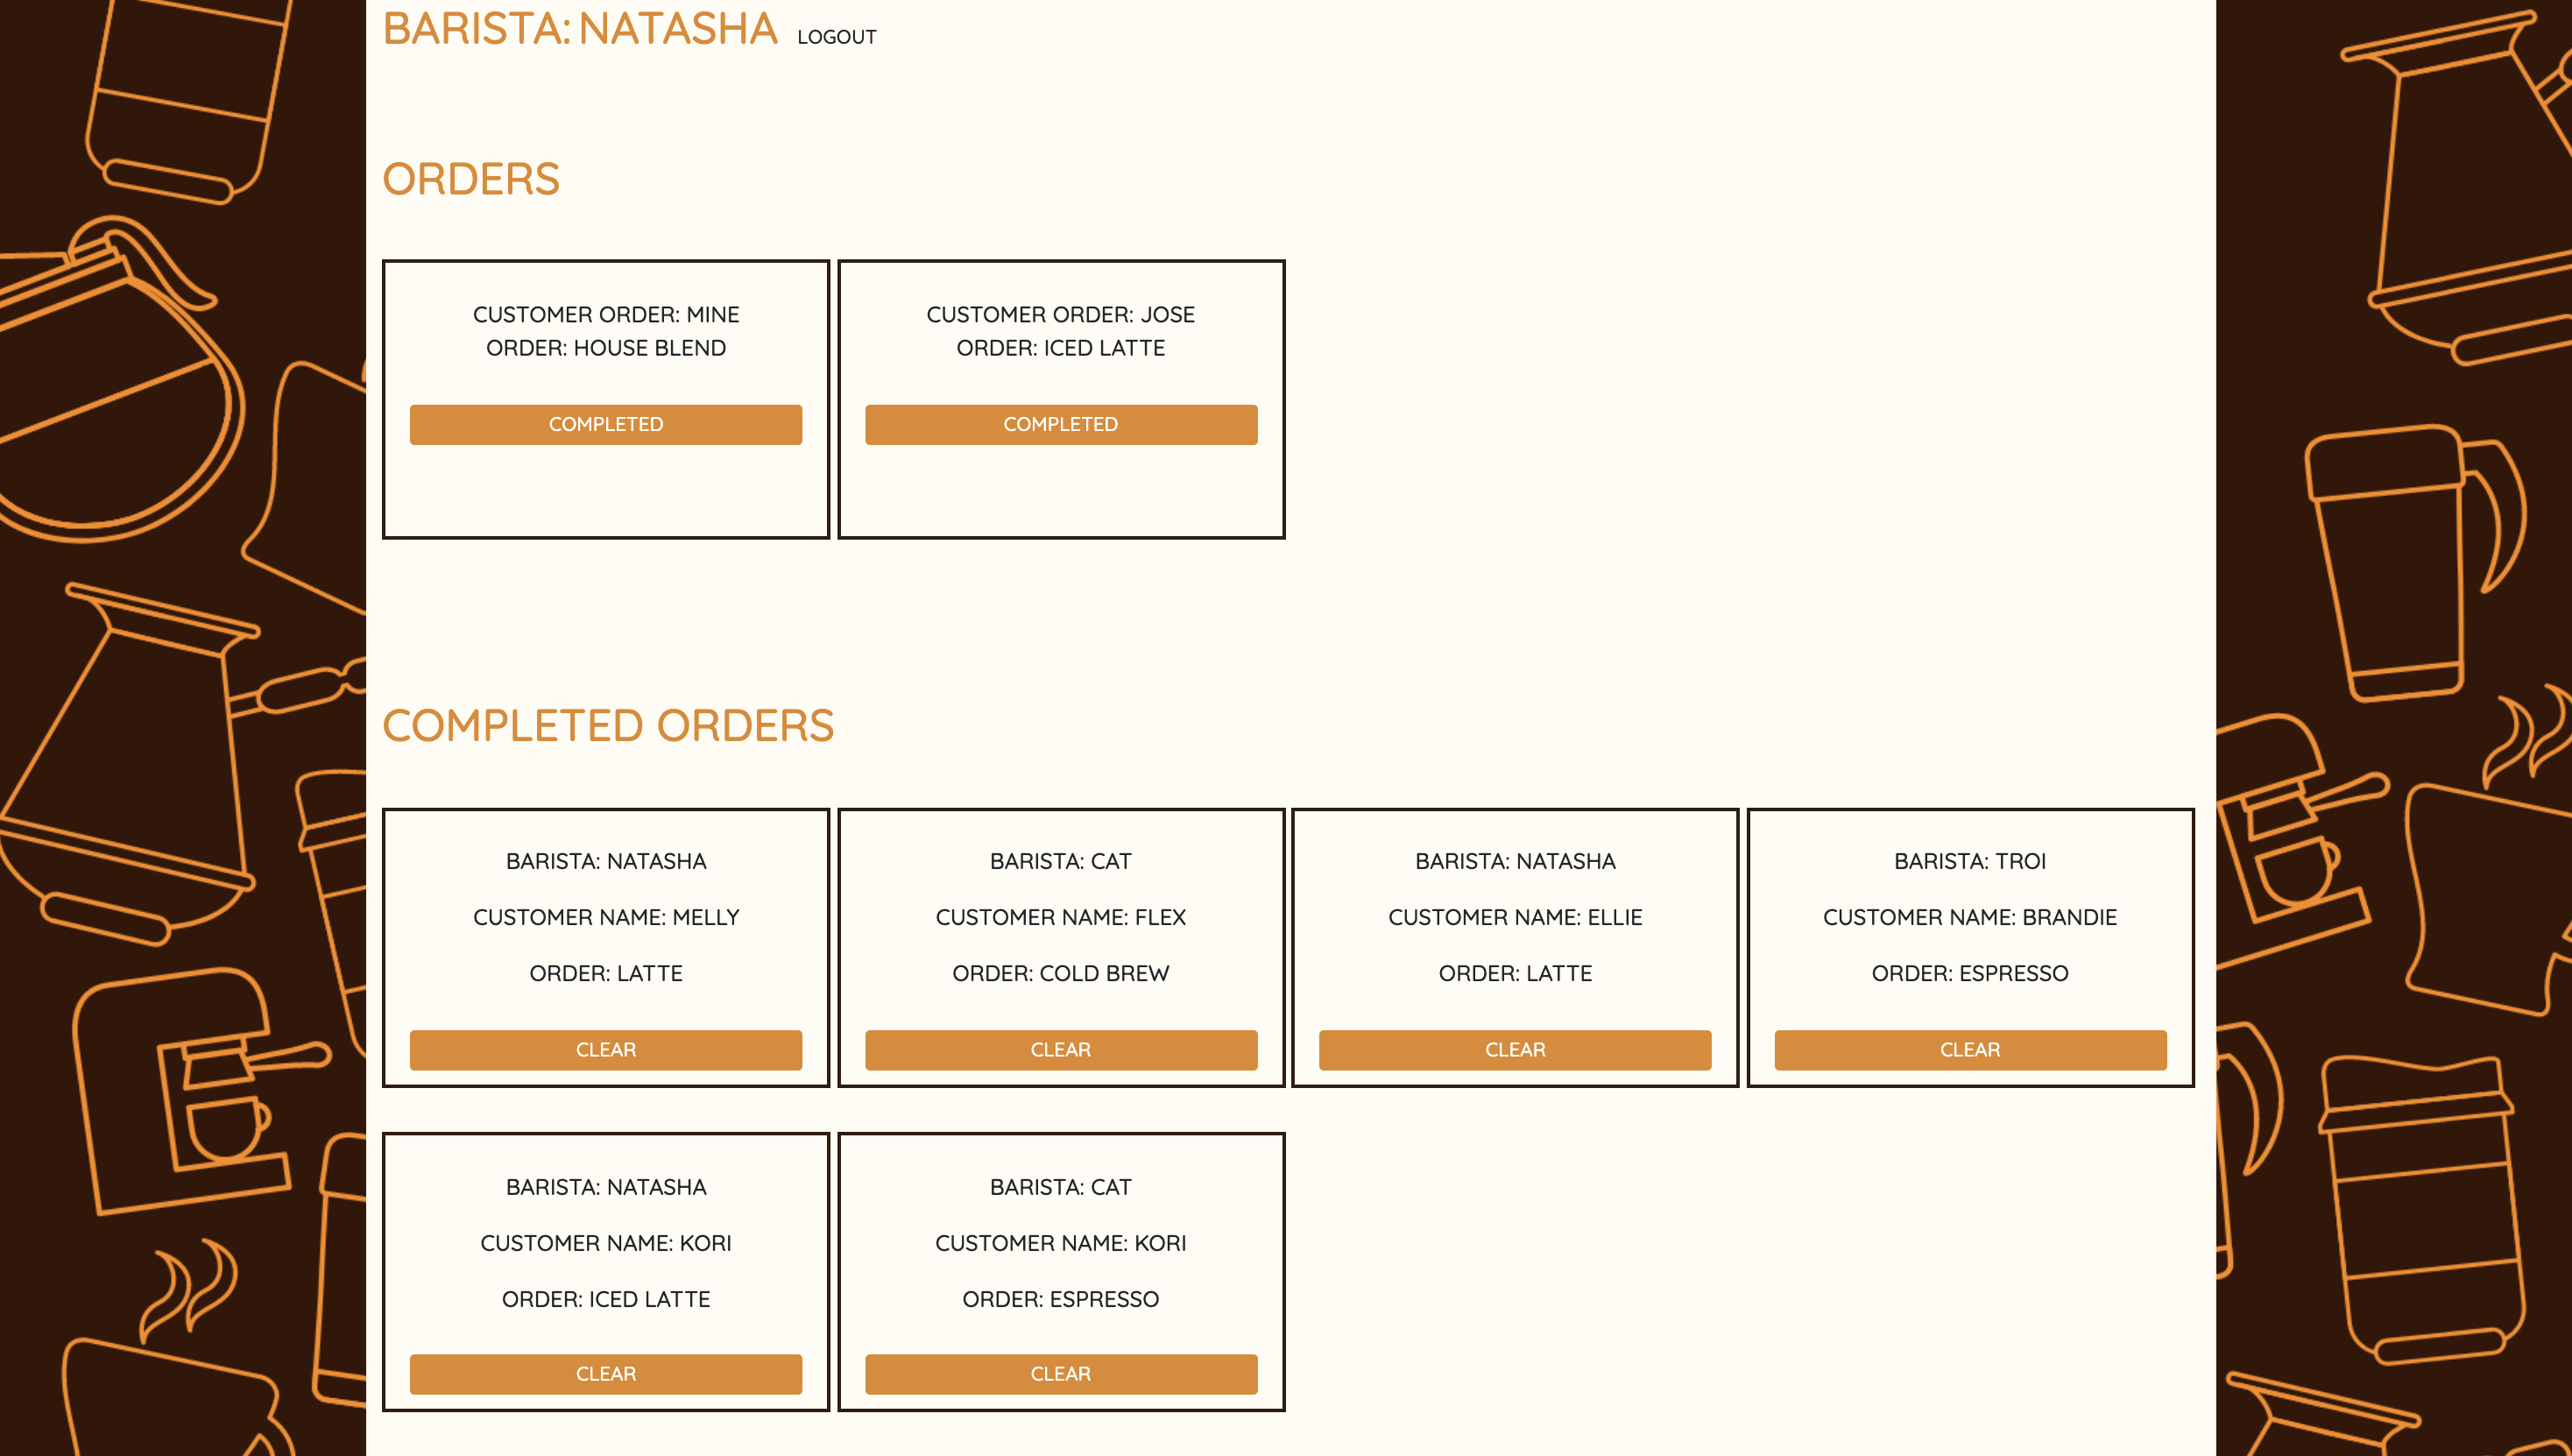 BARISTA: NATASHA LOGOUT
ORDERS
CUSTOMER ORDER: MINE
ORDER: HOUSE BLEND
COMPLETED
CUSTOMER ORDER: JOSE
ORDER: ICED LATTE
COMPLETED
COMPLETED ORDERS
BARISTA: NATASHA
CUSTOMER NAME: MELLY
ORDER: LATTE
CLEAR
BARISTA: CAT
CUSTOMER NAME: FLEX
ORDER: COLD BREW
CLEAR
BARISTA: NATASHA
CUSTOMER NAME: ELLIE
ORDER: LATTE
CLEAR
BARISTA: TROI
CUSTOMER NAME: BRANDIE
ORDER: ESPRESSO
CLEAR
BARISTA: NATASHA
CUSTOMER NAME: KORI
ORDER: ICED LATTE
CLEAR
BARISTA: CAT
CUSTOMER NAME: KORI
ORDER: ESPRESSO
CLEAR